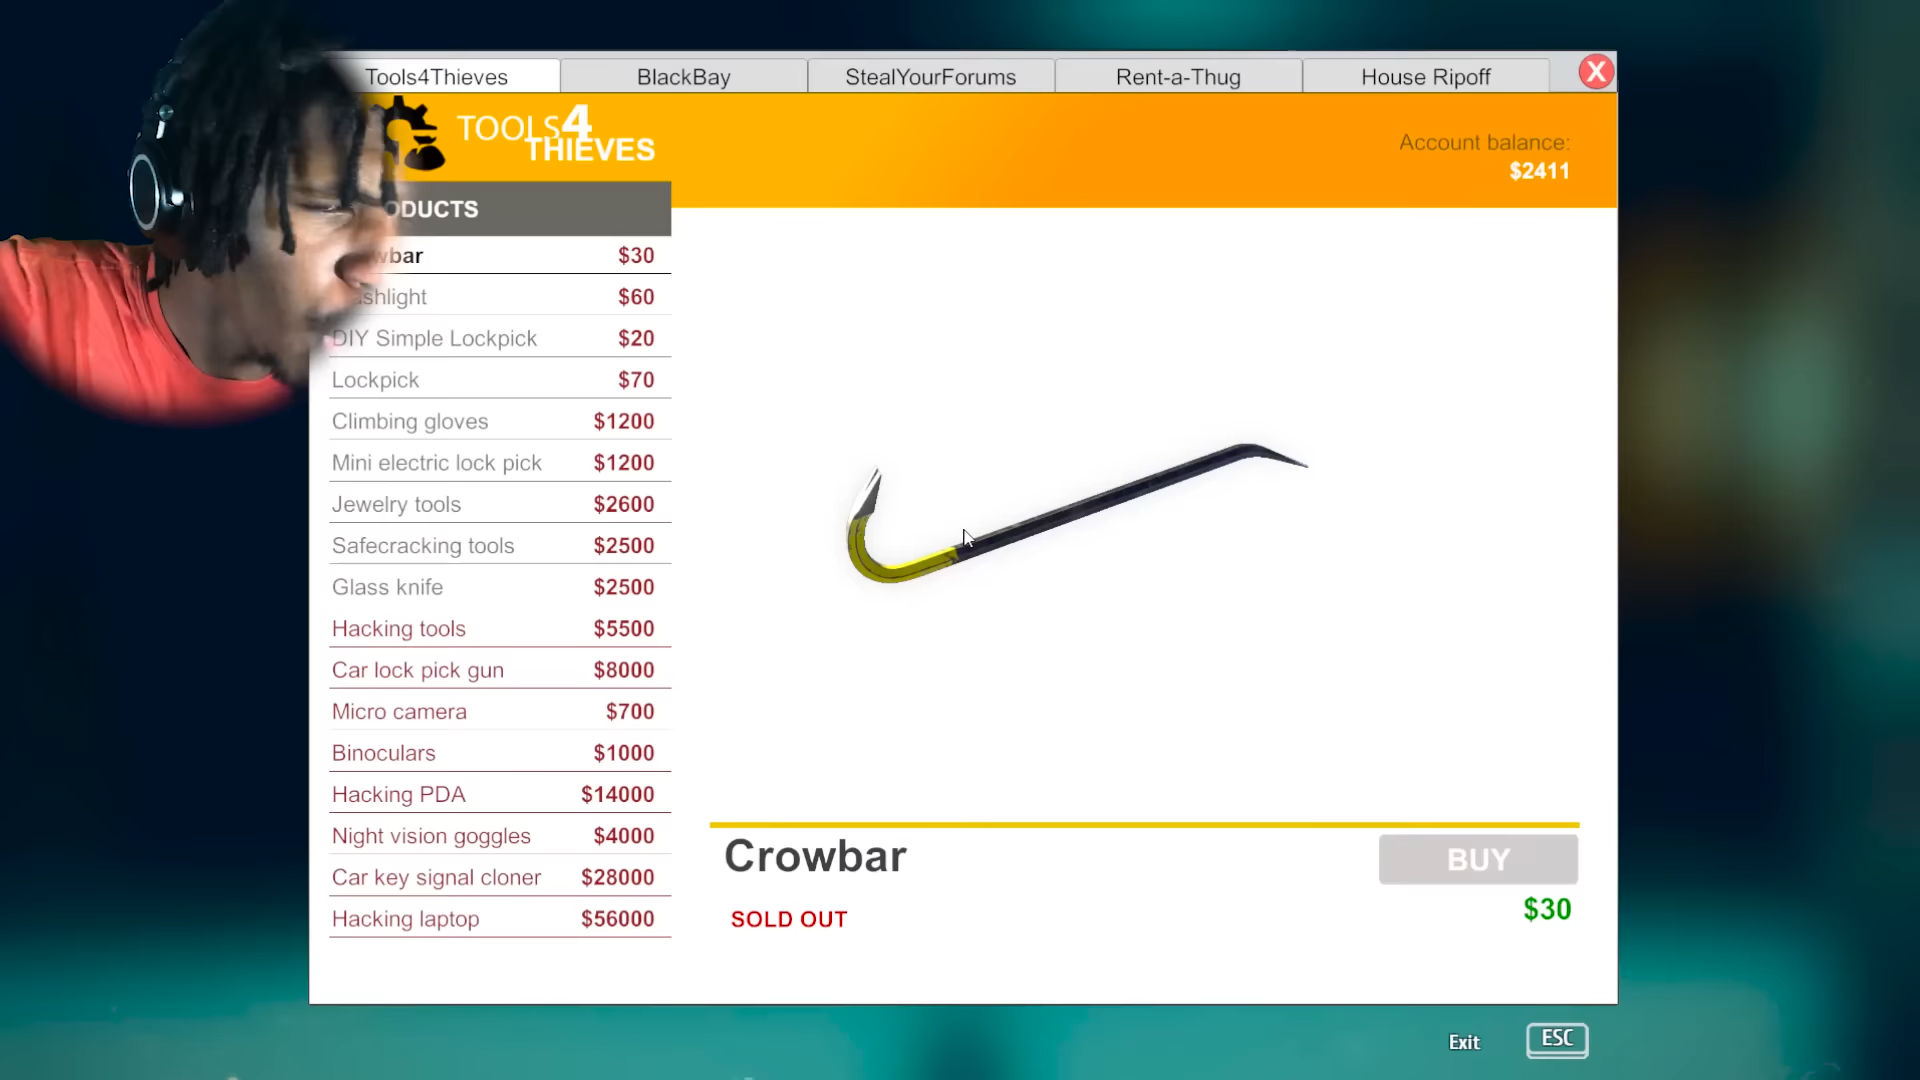 Tools4Thieves
BlackBay
StealYourForums
Rent-a-Thug
House Ripoff
X
TOOLS4
THIEVES
Account balance:
$2411
ODUCTS
wbar $30
shlight $60
DIY Simple Lockpick $20
Lockpick $70
Climbing gloves $1200
Mini electric lock pick $1200
Jewelry tools $2600
Safecracking tools $2500
Glass knife $2500
Hacking tools $5500
Car lock pick gun $8000
Micro camera $700
Binoculars $1000
Hacking PDA $14000
Night vision goggles $4000
Car key signal cloner $28000
Hacking laptop $56000
Crowbar
BUY
SOLD OUT
$30
Exit ESC